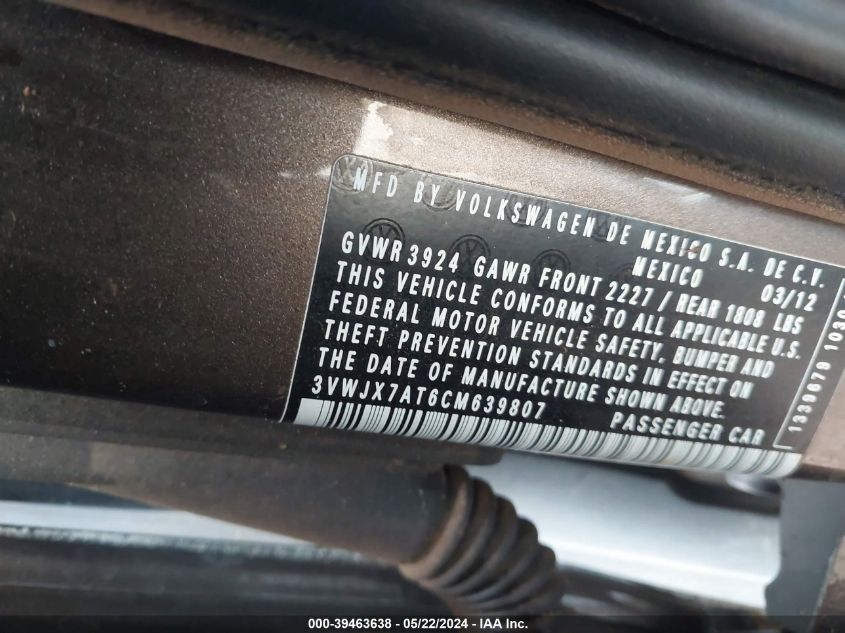 MFD BY VOLKSWAGEN DE MEXICO S.A. DE C.V.
MEXICO
03/12
GVWR 3924 GAWR FRONT 2227 / REAR 1808 LBS
THIS VEHICLE CONFORMS TO ALL APPLICABLE U.S.
FEDERAL MOTOR VEHICLE SAFETY, BUMPER AND
THEFT PREVENTION STANDARDS IN EFFECT ON
THE DATE OF MANUFACTURE SHOWN ABOVE.
3VWJX7AT6CM639807
PASSENGER CAR
000-39463638 - 05/22/2024 - IAA Inc.